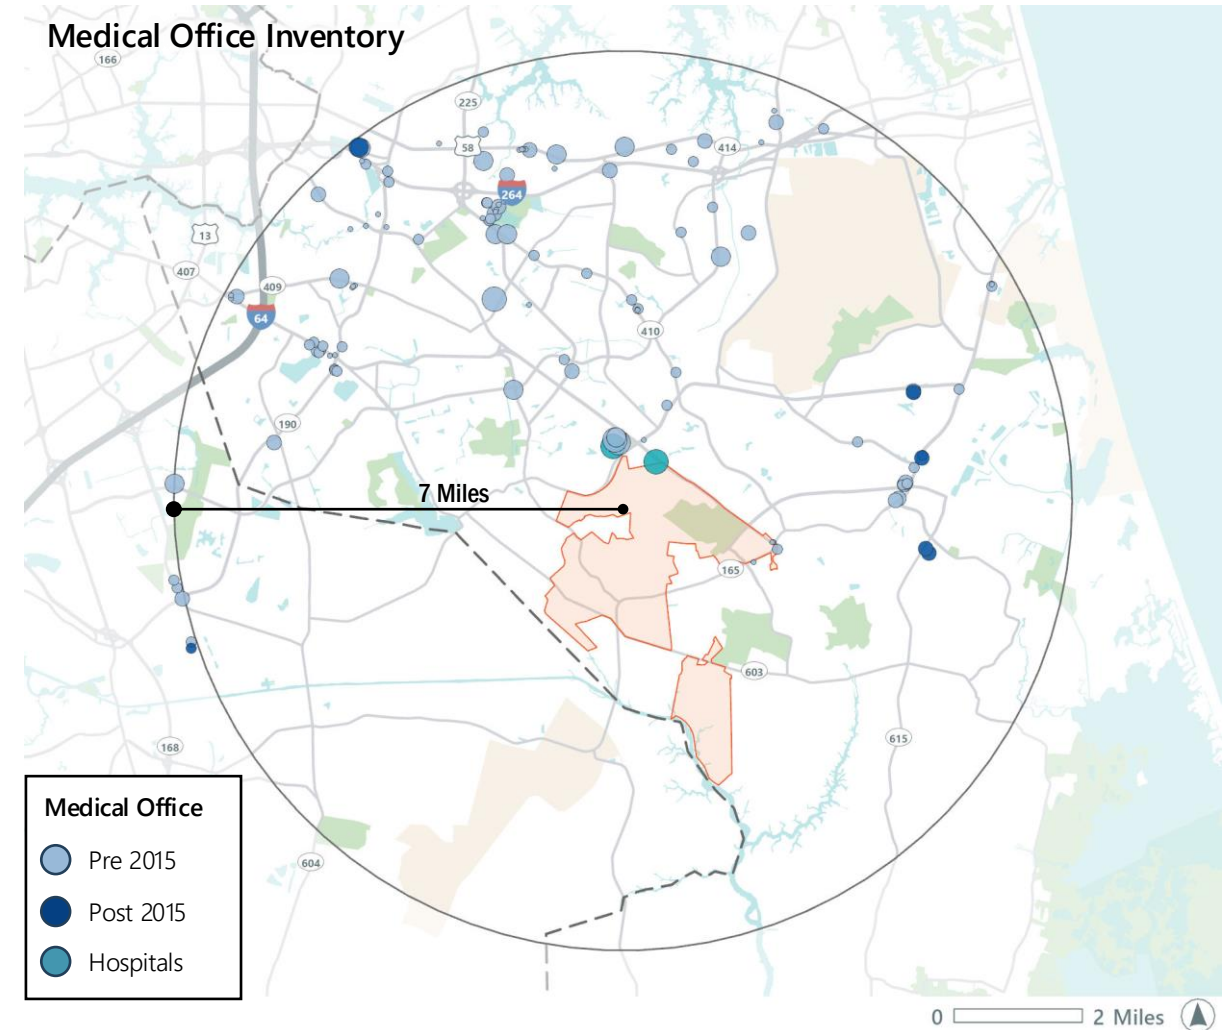 Medical Office Inventory
166
225
58
414
264
13
407
409
64
410
190
7 Miles
165
603
615
168
604
Medical Office
Pre 2015
Post 2015
Hospitals
0 2 Miles